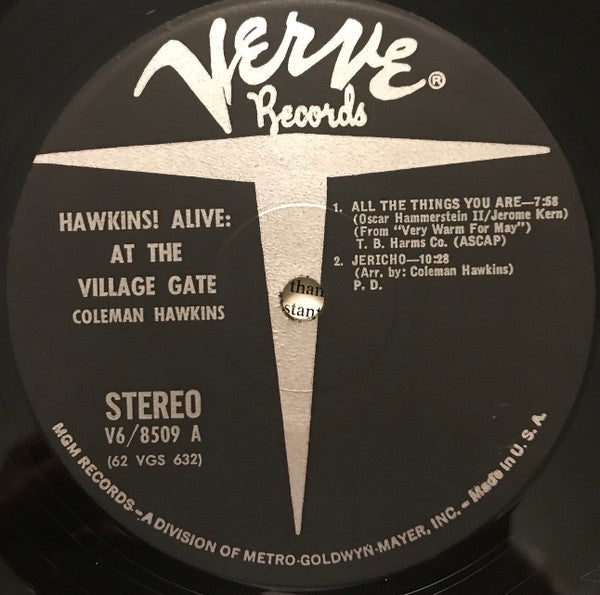 Verve®
Records
HAWKINS! ALIVE:
AT THE
VILLAGE GATE
COLEMAN HAWKINS
STEREO
V6/8509 A
(62 VGS 632)
1. ALL THE THINGS YOU ARE—7:58
(Oscar Hammerstein II/Jerome Kern)
(From "Very Warm For May")
T. B. Harms Co. (ASCAP)
2. JERICHO—10:28
(Arr. by: Coleman Hawkins)
P. D.
than
stant
MGM RECORDS—A DIVISION OF METRO-GOLDWYN-MAYER, INC.—Made in U. S. A.